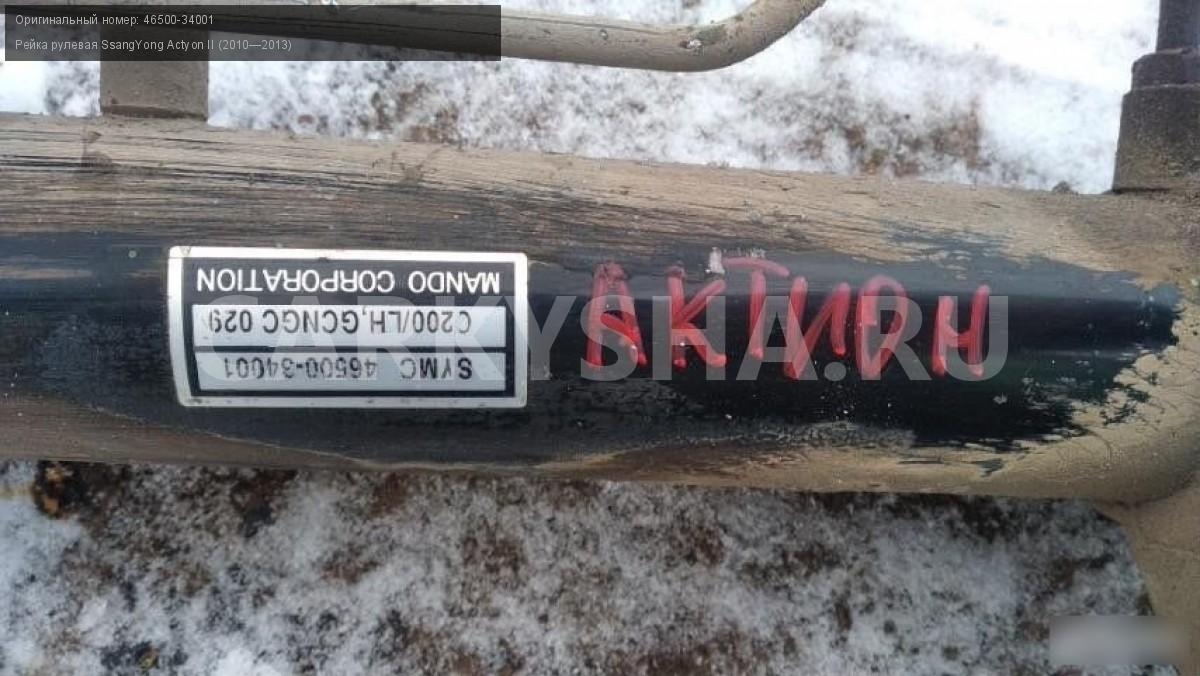 Оригинальный номер: 46500-34001
Рейка рулевая SsangYong Actyon II (2010—2013)
SYMC 46500-34001
C200/LH,GCNGC 029
MANDO CORPORATION
АКТИОН
CARKYSHA.RU